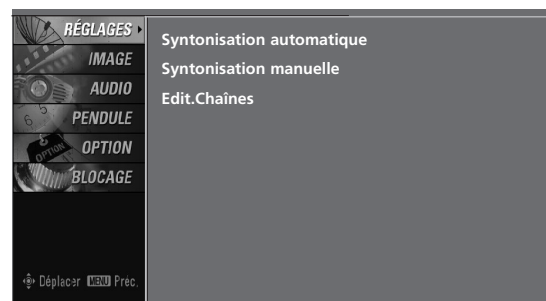 RÉGLAGES
IMAGE
AUDIO
PENDULE
OPTION
BLOCAGE
Déplacer MENU Préc.
Syntonisation automatique
Syntonisation manuelle
Edit.Chaînes